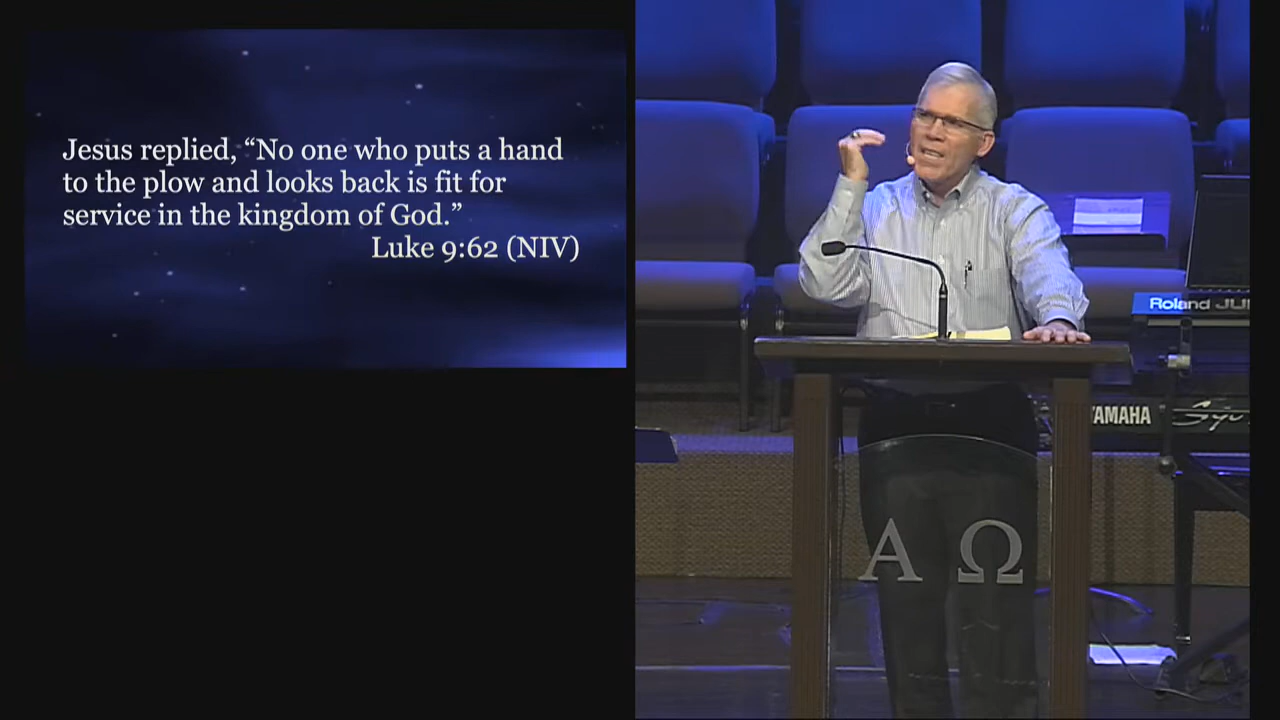 Jesus replied, “No one who puts a hand
to the plow and looks back is fit for
service in the kingdom of God.”
Luke 9:62 (NIV)
Roland
YAMAHA
Α Ω